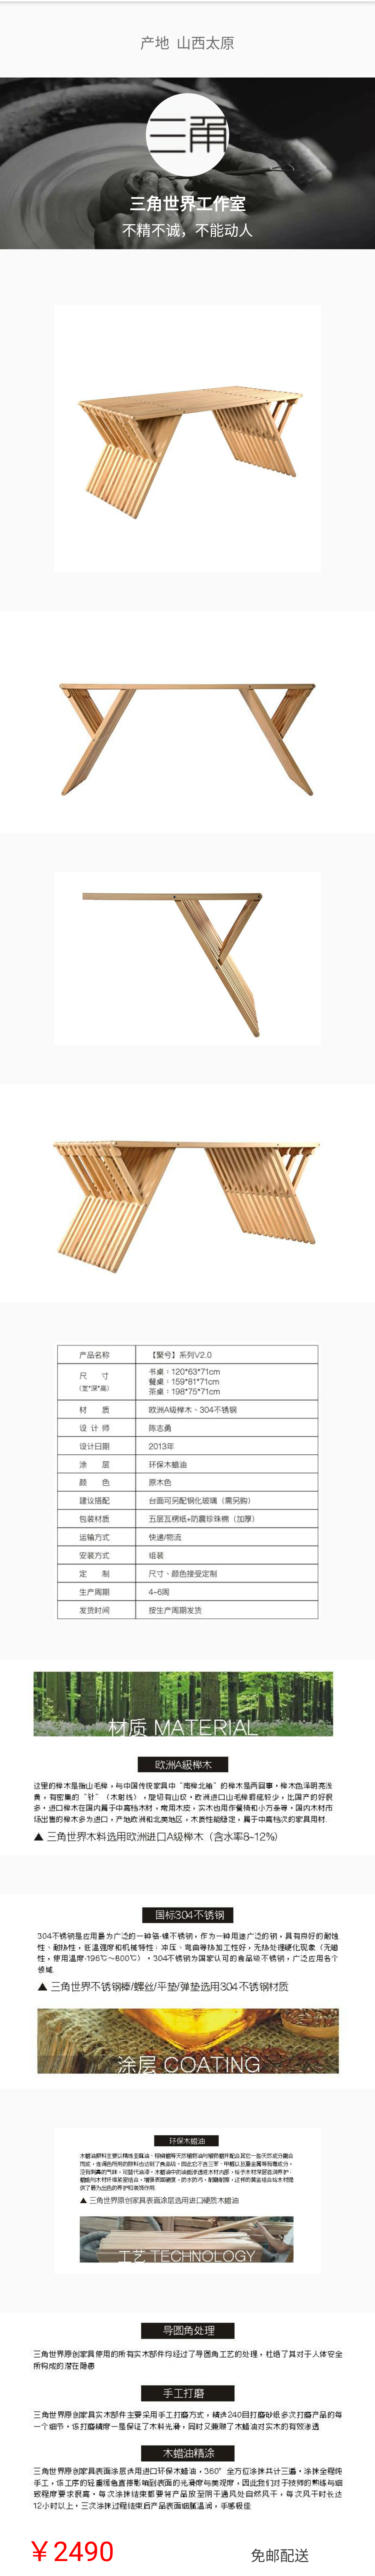 产地 山西太原
三角
三角世界工作室
不精不诚，不能动人
产品名称 【聚兮】系列V2.0
尺 寸 (宽*深*高) 书桌：120*63*71cm
餐桌：159*81*71cm
茶桌：198*75*71cm
材 质 欧洲A级榉木、304不锈钢
设 计 师 陈志勇
设计日期 2013年
涂 层 环保木蜡油
颜 色 原木色
建议搭配 台面可另配钢化玻璃（需另购）
包装材质 五层瓦楞纸+防震珍珠棉（加厚）
运输方式 快递/物流
安装方式 组装
定 制 尺寸、颜色接受定制
生产周期 4-6周
发货时间 按生产周期发货
材质 MATERIAL
欧洲A级榉木
这里的榉木是指山毛榉，与中国传统家具中“南榉北榆”的榉木是两回事，榉木色泽明亮浅
黄，有密集的“针”（木射线），旋切有山纹，欧洲进口山毛榉瑕疵较少，比国产的好很
多，进口榉木在国内属于中高档木材，常用木皮，实木也用作餐椅和小方条等，国内木材市
场出售的榉木多为进口，产地欧洲和北美地区，木质性能稳定，属于中高档次的家具用材.
▲ 三角世界木料选用欧洲进口A级榉木（含水率8~12%）
国标304不锈钢
304不锈钢是应用最为广泛的一种铬-镍不锈钢，作为一种用途广泛的钢，具有良好的耐蚀
性、耐热性，低温强度和机械特性；冲压、弯曲等热加工性好，无热处理硬化现象（无磁
性，使用温度-196℃～800℃），304不锈钢为国家认可的食品级不锈钢，广泛应用各个
领域.
▲ 三角世界不锈钢棒/螺丝/平垫/弹垫选用304不锈钢材质
涂层 COATING
环保木蜡油
▲ 三角世界原创家具表面涂层选用进口硬质木蜡油
工艺 TECHNOLOGY
导圆角处理
三角世界原创家具使用的所有实木部件均经过了导圆角工艺的处理，杜绝了其对于人体安全
所构成的潜在隐患
手工打磨
三角世界原创家具实木部件主要采用手工打磨方式，精选240目打磨砂纸多次打磨产品的每
一个细节，该打磨精度一是保证了木料光滑，同时又兼顾了木蜡油对实木的有效渗透
木蜡油精涂
三角世界原创家具表面涂层选用进口环保木蜡油，360°全方位涂抹共计三遍，涂抹全程纯
手工，该工序的轻重缓急直接影响到表面的光滑度与美观度，因此我们对于技师的熟练与细
致程度要求很高，每次涂抹结束都要将产品放至阴干通风处自然风干，每次风干时长达
12小时以上，三次涂抹过程结束后产品表面细腻温润，手感极佳
￥2490
免邮配送